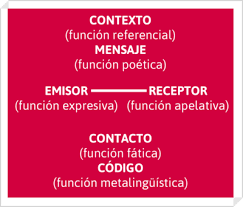 CONTEXTO
(función referencial)
MENSAJE
(función poética)
EMISOR RECEPTOR
(función expresiva) (función apelativa)
CONTACTO
(función fática)
CÓDIGO
(función metalingüística)